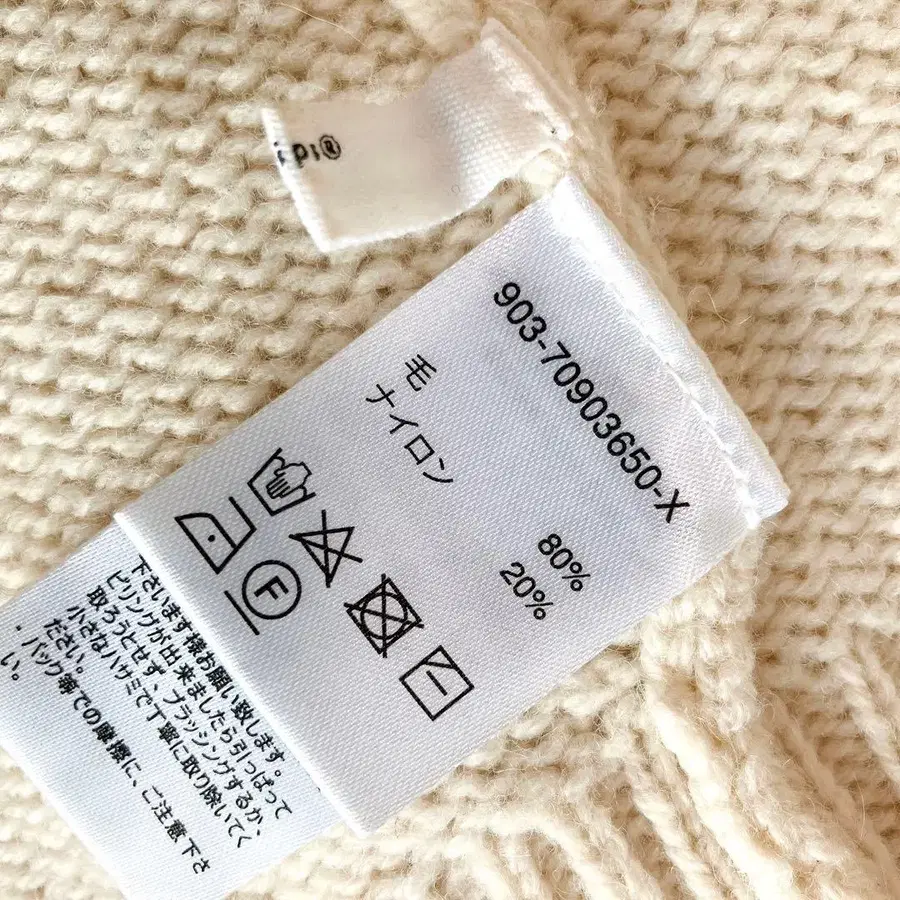 pi®
903-70903650-X
毛 80%
ナイロン 20%
F
下さいます様お願い致します。
ピリングが出来ましたら引っぱって
取ろうとせず、ブラッシングするか、
小さなハサミで丁寧に取り除いてく
ださい。
・バッグ等での摩擦に、ご注意下さ
い。